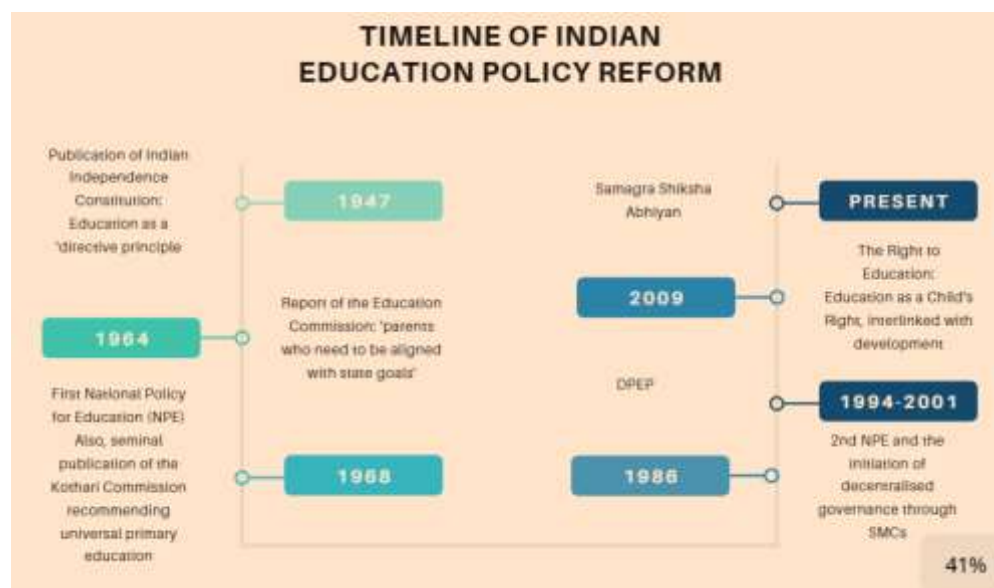 TIMELINE OF INDIAN
EDUCATION POLICY REFORM
Publication of Indian
Independence
Constitution:
Education as a
'directive principle
1947
1964
Report of the Education
Commission: 'parents
who need to be aligned
with state goals'
First National Policy
for Education (NPE)
Also, seminal
publication of the
Kothari Commission
recommending
universal primary
education
1968
Samagra Shiksha
Abhiyan
PRESENT
2009
The Right to
Education:
Education as a Child's
Right, interlinked with
development
DPEP
1994-2001
1986
2nd NPE and the
initiation of
decentralised
governance through
SMCs
41%